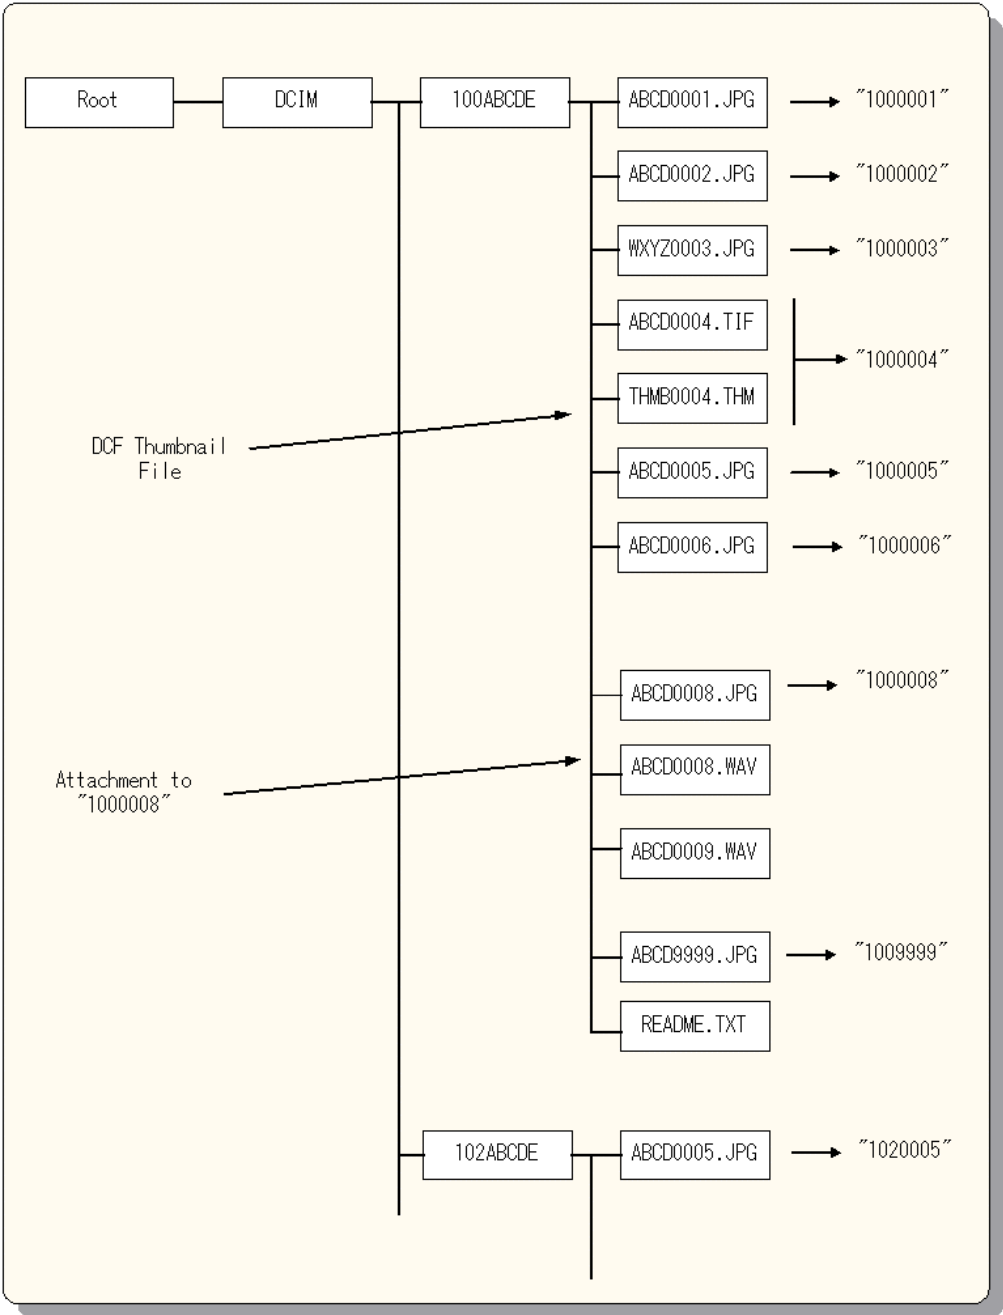 Root
DCIM
100ABCDE
ABCD0001.JPG
"1000001"
ABCD0002.JPG
"1000002"
WXYZ0003.JPG
"1000003"
ABCD0004.TIF
"1000004"
THMB0004.THM
DCF Thumbnail
File
ABCD0005.JPG
"1000005"
ABCD0006.JPG
"1000006"
ABCD0008.JPG
"1000008"
ABCD0008.WAV
Attachment to
"1000008"
ABCD0009.WAV
ABCD9999.JPG
"1009999"
README.TXT
102ABCDE
ABCD0005.JPG
"1020005"